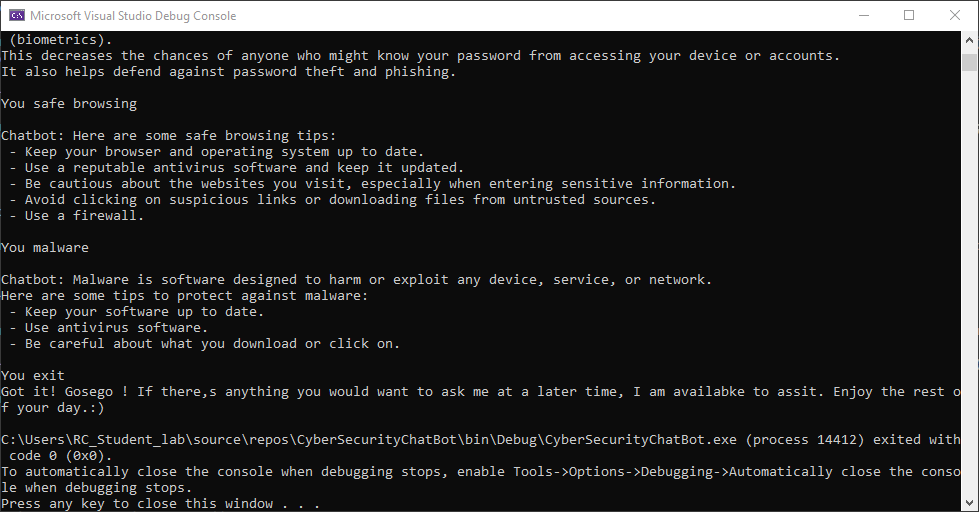 Microsoft Visual Studio Debug Console
(biometrics).
This decreases the chances of anyone who might know your password from accessing your device or accounts.
It also helps defend against password theft and phishing.
You safe browsing
Chatbot: Here are some safe browsing tips:
- Keep your browser and operating system up to date.
- Use a reputable antivirus software and keep it updated.
- Be cautious about the websites you visit, especially when entering sensitive information.
- Avoid clicking on suspicious links or downloading files from untrusted sources.
- Use a firewall.
You malware
Chatbot: Malware is software designed to harm or exploit any device, service, or network.
Here are some tips to protect against malware:
- Keep your software up to date.
- Use antivirus software.
- Be careful about what you download or click on.
You exit
Got it! Gosego ! If there,s anything you would want to ask me at a later time, I am availabke to assit. Enjoy the rest o
f your day.:)
C:\Users\RC_Student_lab\source\repos\CyberSecurityChatBot\bin\Debug\CyberSecurityChatBot.exe (process 14412) exited with
code 0 (0x0).
To automatically close the console when debugging stops, enable Tools->Options->Debugging->Automatically close the conso
le when debugging stops.
Press any key to close this window . . .